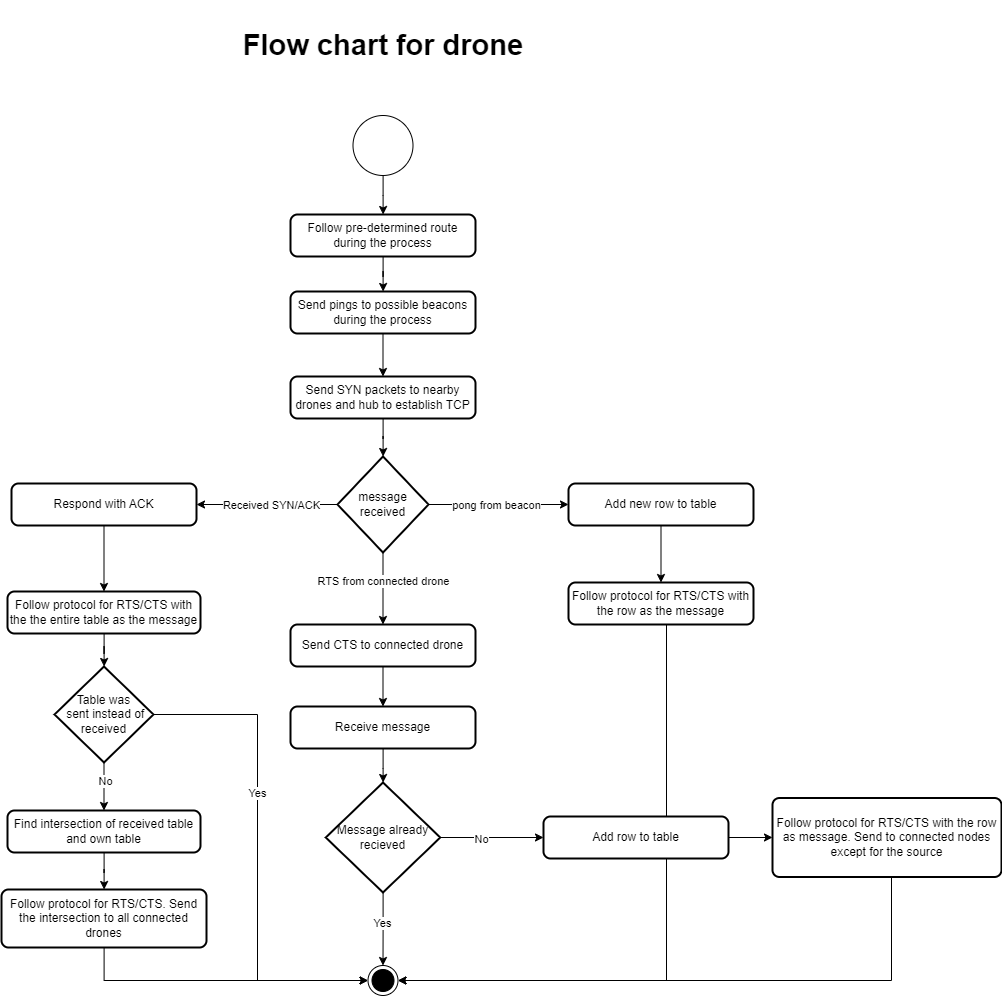 Flow chart for drone
Follow pre-determined route
during the process
Send pings to possible beacons
during the process
Send SYN packets to nearby
drones and hub to establish TCP
message
received
Received SYN/ACK
Respond with ACK
pong from beacon
Add new row to table
RTS from connected drone
Follow protocol for RTS/CTS with
the the entire table as the message
Follow protocol for RTS/CTS with
the row as the message
Send CTS to connected drone
Table was
sent instead of
received
Receive message
No
Yes
Find intersection of received table
and own table
Message already
recieved
No
Add row to table
Follow protocol for RTS/CTS with the row
as message. Send to connected nodes
except for the source
Follow protocol for RTS/CTS. Send
the intersection to all connected
drones
Yes